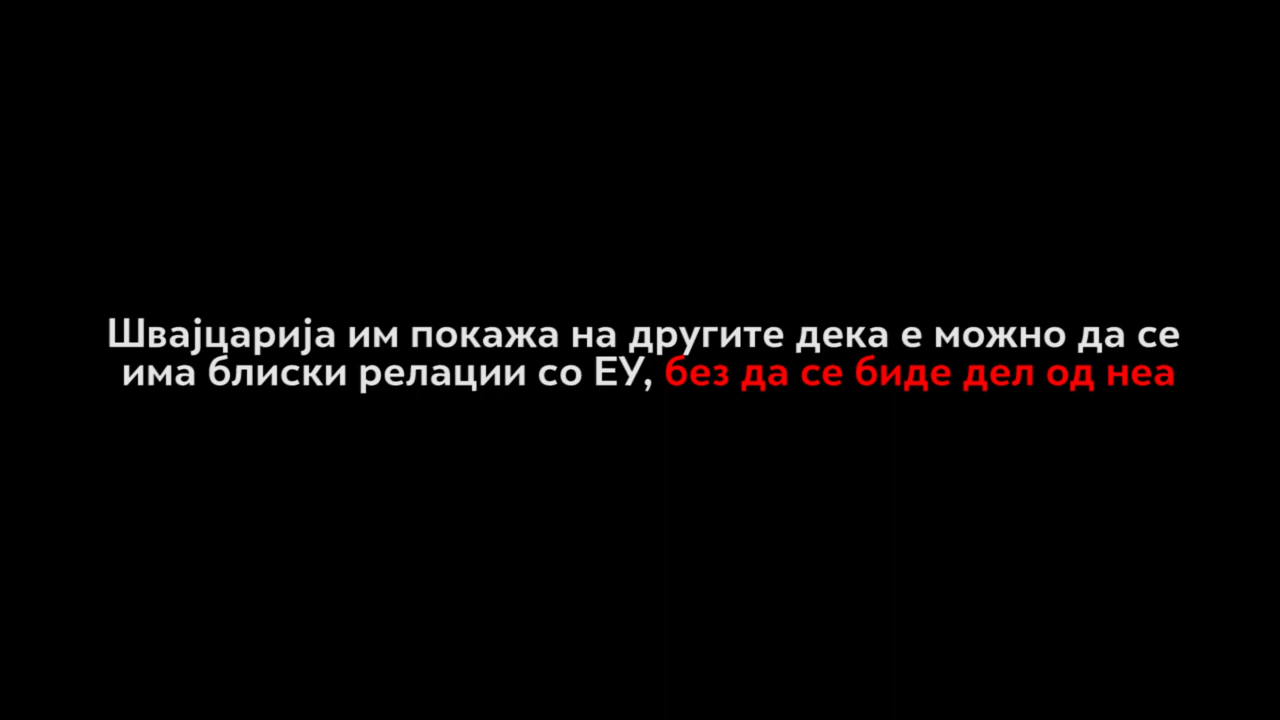 Швајцарија им покажа на другите дека е можно да се
има блиски релации со ЕУ, без да се биде дел од неа